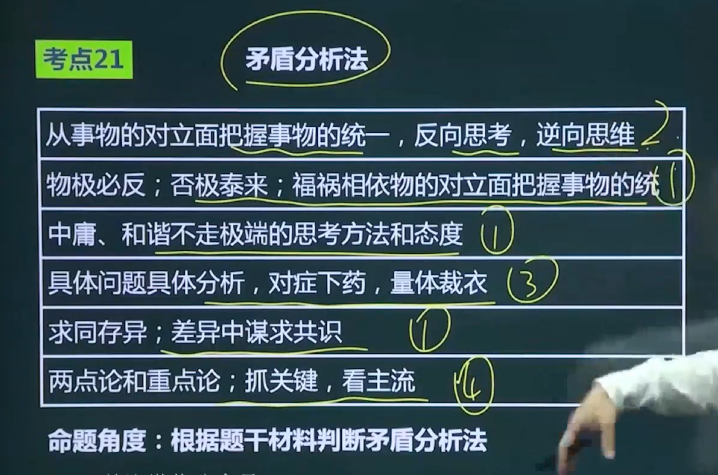 考点21
矛盾分析法
从事物的对立面把握事物的统一，反向思考，逆向思维 2
物极必反；否极泰来；福祸相依物的对立面把握事物的统 ①
中庸、和谐不走极端的思考方法和态度 ①
具体问题具体分析，对症下药，量体裁衣 ③
求同存异；差异中谋求共识 ①
两点论和重点论；抓关键，看主流 ④
命题角度：根据题干材料判断矛盾分析法